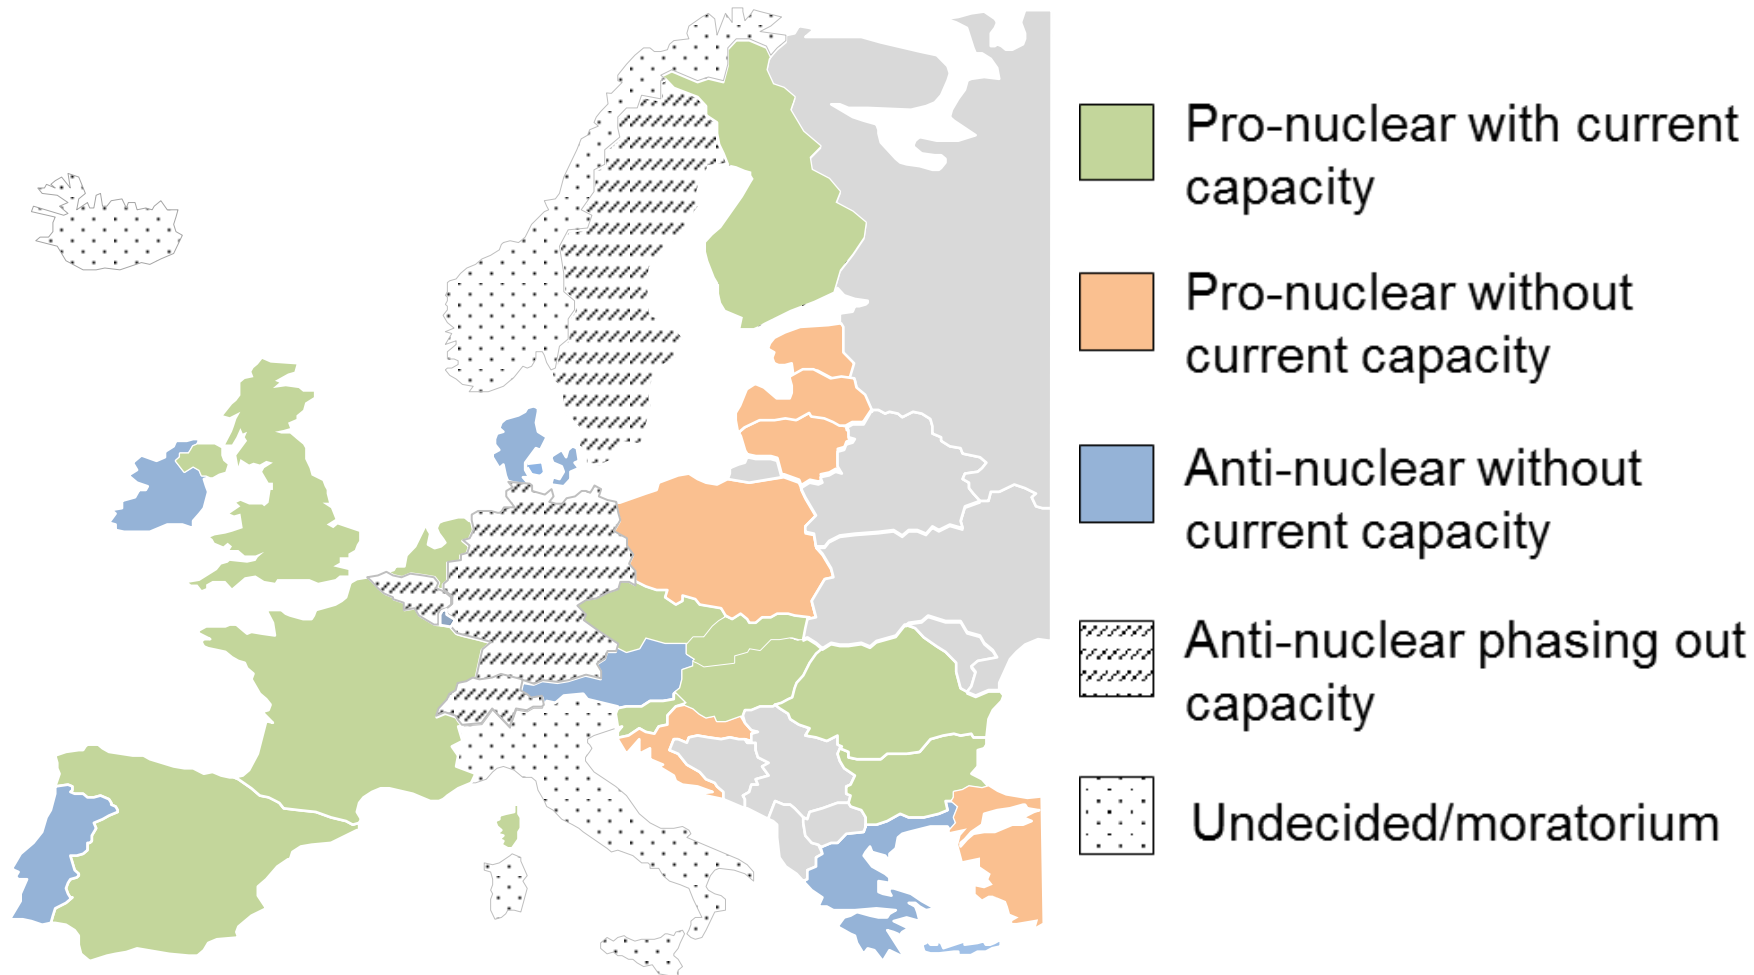 Pro-nuclear with current
capacity
Pro-nuclear without
current capacity
Anti-nuclear without
current capacity
Anti-nuclear phasing out
capacity
Undecided/moratorium